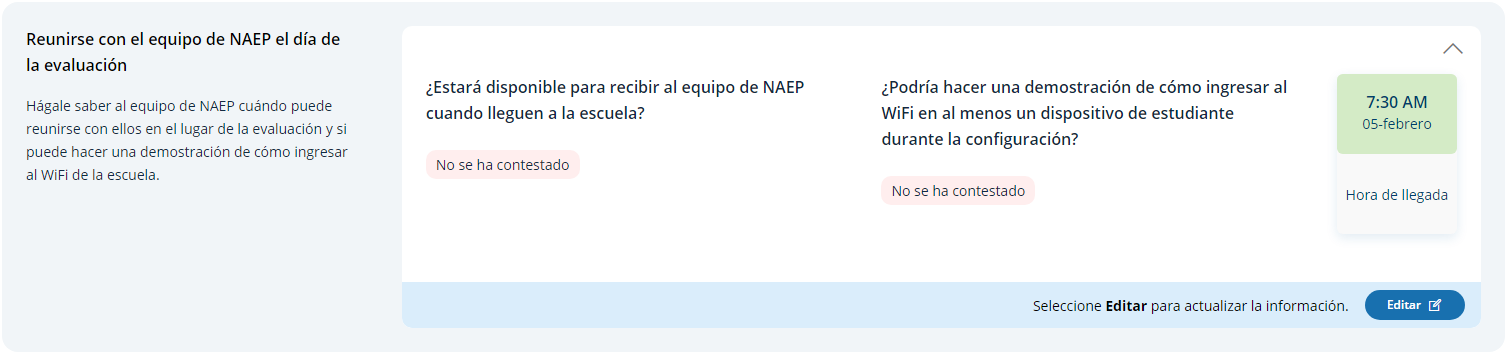 Reunirse con el equipo de NAEP el día de
la evaluación
Hágale saber al equipo de NAEP cuándo puede
reunirse con ellos en el lugar de la evaluación y si
puede hacer una demostración de cómo ingresar
al WiFi de la escuela.
¿Estará disponible para recibir al equipo de NAEP
cuando lleguen a la escuela?
No se ha contestado
¿Podría hacer una demostración de cómo ingresar al
WiFi en al menos un dispositivo de estudiante
durante la configuración?
No se ha contestado
7:30 AM
05-febrero
Hora de llegada
Seleccione Editar para actualizar la información.
Editar